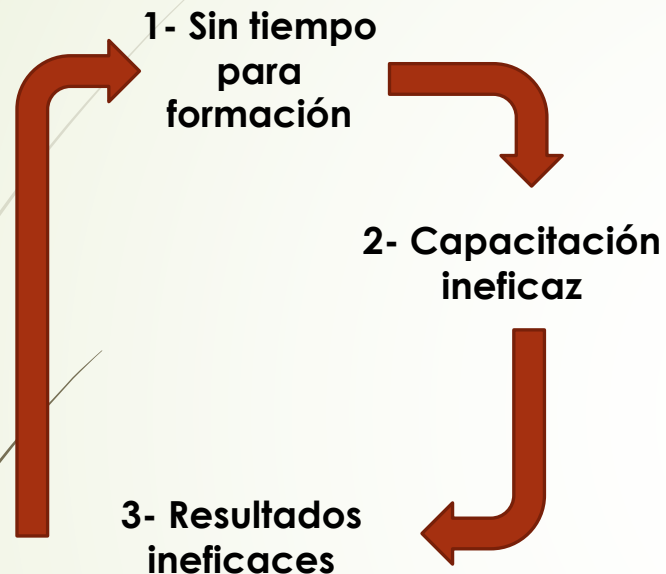 1- Sin tiempo
para
formación
2- Capacitación
ineficaz
3- Resultados
ineficaces